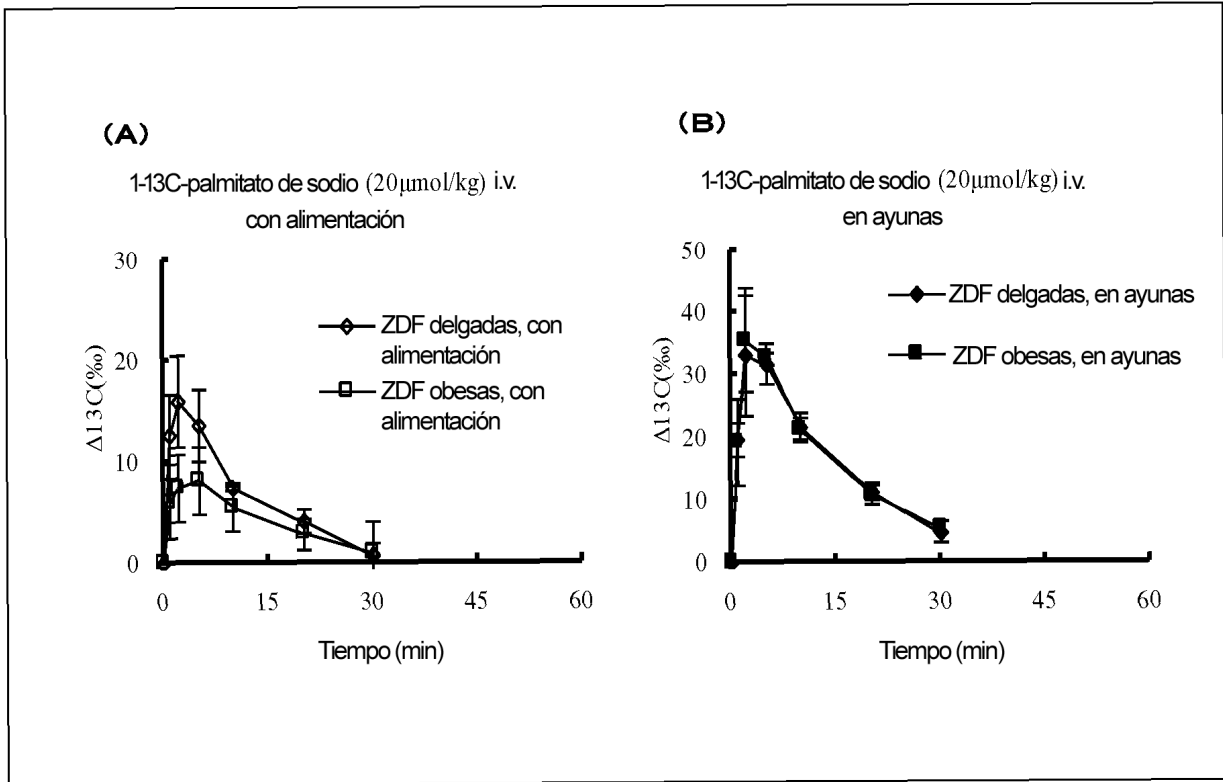 (A)
1-13C-palmitato de sodio (20μmol/kg) i.v.
con alimentación
30
20
10
0
Δ13C(‰)
ZDF delgadas, con
alimentación
ZDF obesas, con
alimentación
0 15 30 45 60
Tiempo (min)
(B)
1-13C-palmitato de sodio (20μmol/kg) i.v.
en ayunas
50
40
30
20
10
0
Δ13C(‰)
ZDF delgadas, en ayunas
ZDF obesas, en ayunas
0 15 30 45 60
Tiempo (min)